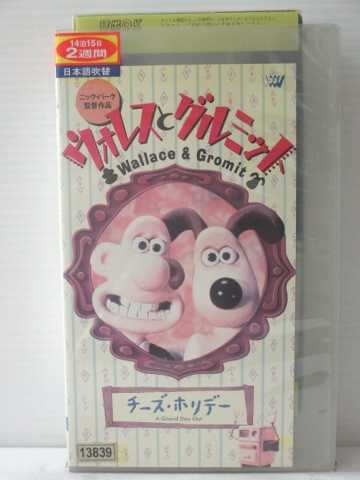 14泊15日
2週間
日本語吹替
ニック・パーク
監督作品
ウォレスとグルミット
Wallace & Gromit
チーズ・ホリデー
A Grand Day Out
13839